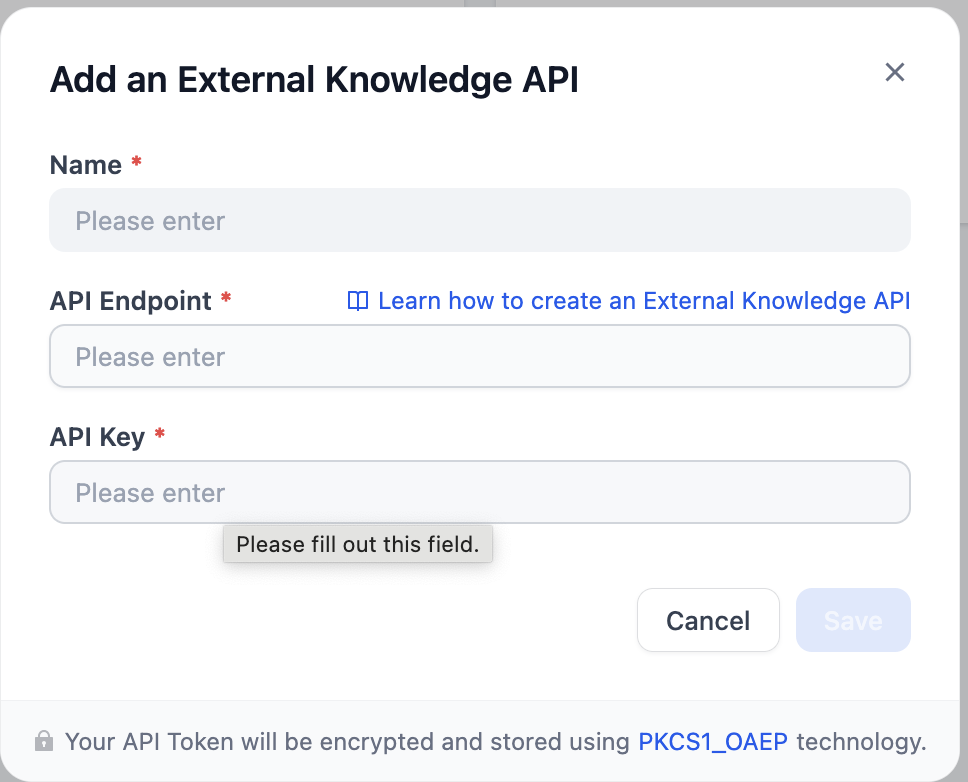 Add an External Knowledge API
Name *
Please enter
API Endpoint *
Learn how to create an External Knowledge API
Please enter
API Key *
Please enter
Please fill out this field.
Cancel
Save
Your API Token will be encrypted and stored using PKCS1_OAEP technology.